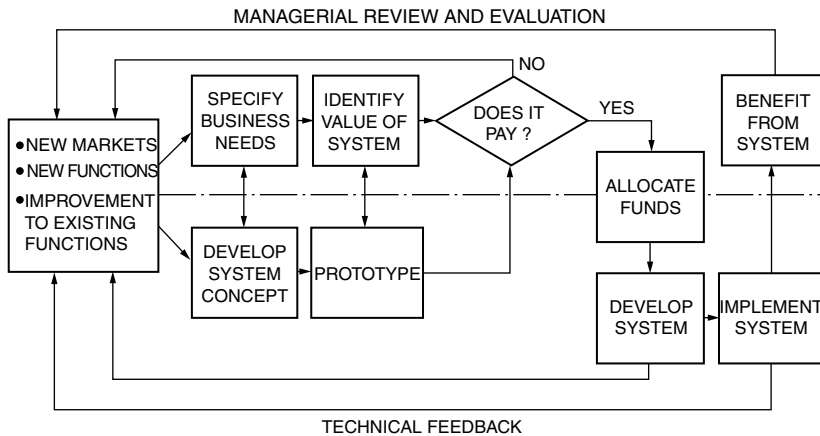 MANAGERIAL REVIEW AND EVALUATION
NO
SPECIFY
BUSINESS
NEEDS
IDENTIFY
VALUE OF
SYSTEM
DOES IT
PAY ?
YES
BENEFIT
FROM
SYSTEM
●NEW MARKETS
●NEW FUNCTIONS
●IMPROVEMENT
TO EXISTING
FUNCTIONS
ALLOCATE
FUNDS
DEVELOP
SYSTEM
CONCEPT
PROTOTYPE
DEVELOP
SYSTEM
IMPLEMENT
SYSTEM
TECHNICAL FEEDBACK